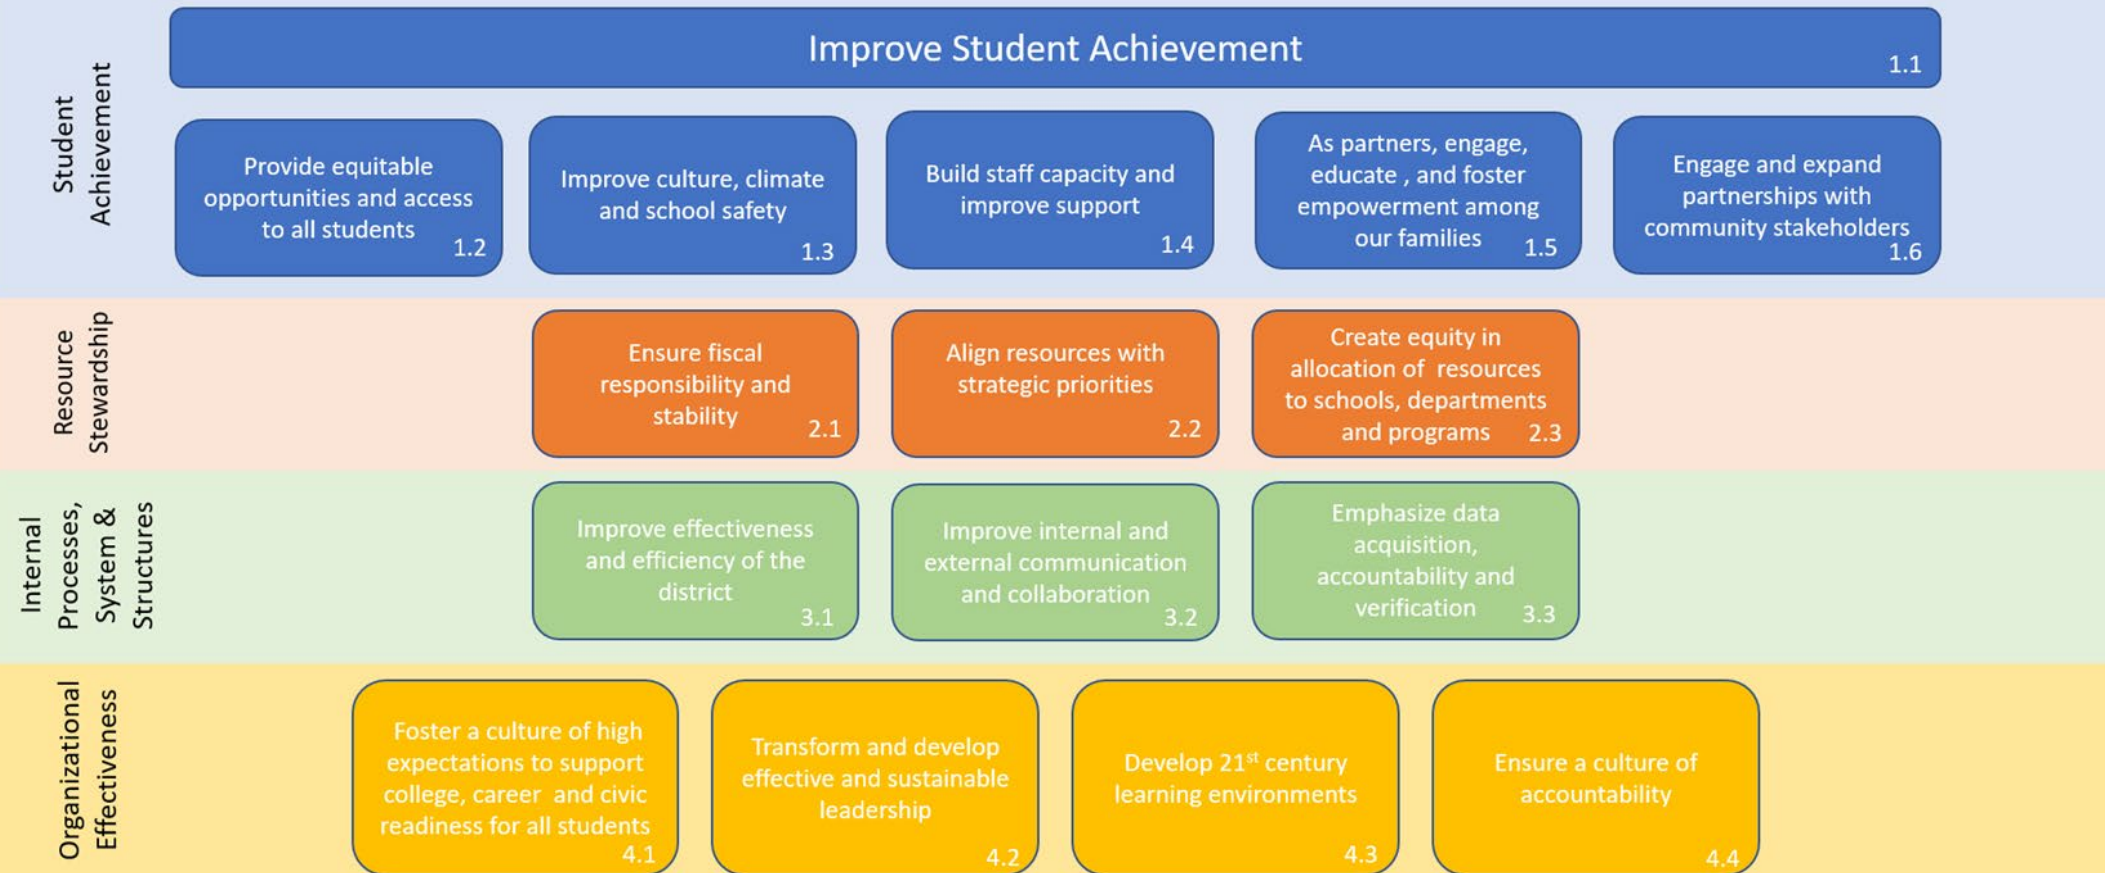 Student
Achievement
Improve Student Achievement
1.1
Provide equitable
opportunities and access
to all students
1.2
Improve culture, climate
and school safety
1.3
Build staff capacity and
improve support
1.4
As partners, engage,
educate , and foster
empowerment among
our families
1.5
Engage and expand
partnerships with
community stakeholders
1.6
Resource
Stewardship
Ensure fiscal
responsibility and
stability
2.1
Align resources with
strategic priorities
2.2
Create equity in
allocation of  resources
to schools, departments
and programs
2.3
Internal
Processes,
System &
Structures
Improve effectiveness
and efficiency of the
district
3.1
Improve internal and
external communication
and collaboration
3.2
Emphasize data
acquisition,
accountability and
verification
3.3
Organizational
Effectiveness
Foster a culture of high
expectations to support
college, career  and civic
readiness for all students
4.1
Transform and develop
effective and sustainable
leadership
4.2
Develop 21st century
learning environments
4.3
Ensure a culture of
accountability
4.4